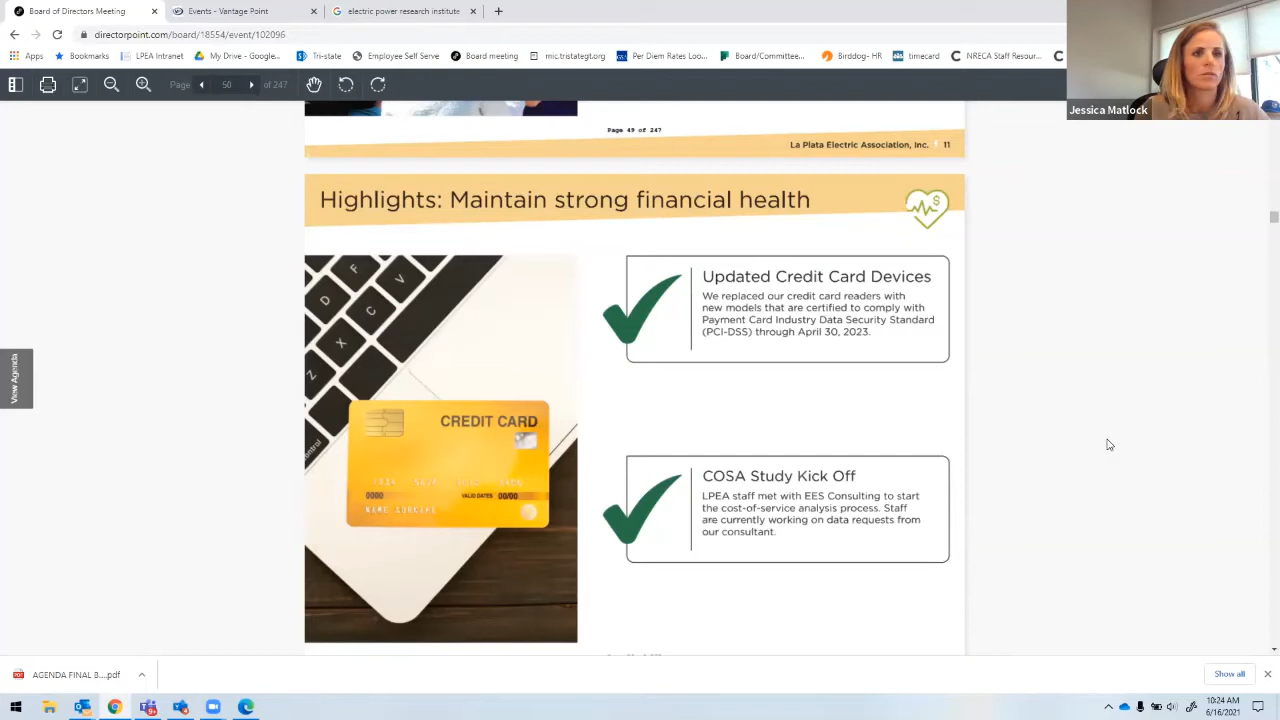 Board of Directors Meeting
Events - Vantage Point
electric power research institute
directorpoint.com/board/18554/event/102096
Apps
Bookmarks
LPEA Intranet
My Drive - Google...
Tri-state
Employee Self Serve
Board meeting
mic.tristategt.org
Per Diem Rates Loo...
Board/Committee...
Birddog- HR
timecard
NRECA Staff Resour...
Page 50 of 247
Jessica Matlock
Page 49 of 247
La Plata Electric Association, Inc. 11
Highlights: Maintain strong financial health
Updated Credit Card Devices
We replaced our credit card readers with
new models that are certified to comply with
Payment Card Industry Data Security Standard
(PCI-DSS) through April 30, 2023.
View Agenda
F
V
D
C
X
Z
control
CREDIT CARD
0000
VALID DATES 00/00
COSA Study Kick Off
LPEA staff met with EES Consulting to start
the cost-of-service analysis process. Staff
are currently working on data requests from
our consultant.
AGENDA FINAL B....pdf
Show all
10:24 AM
6/16/2021